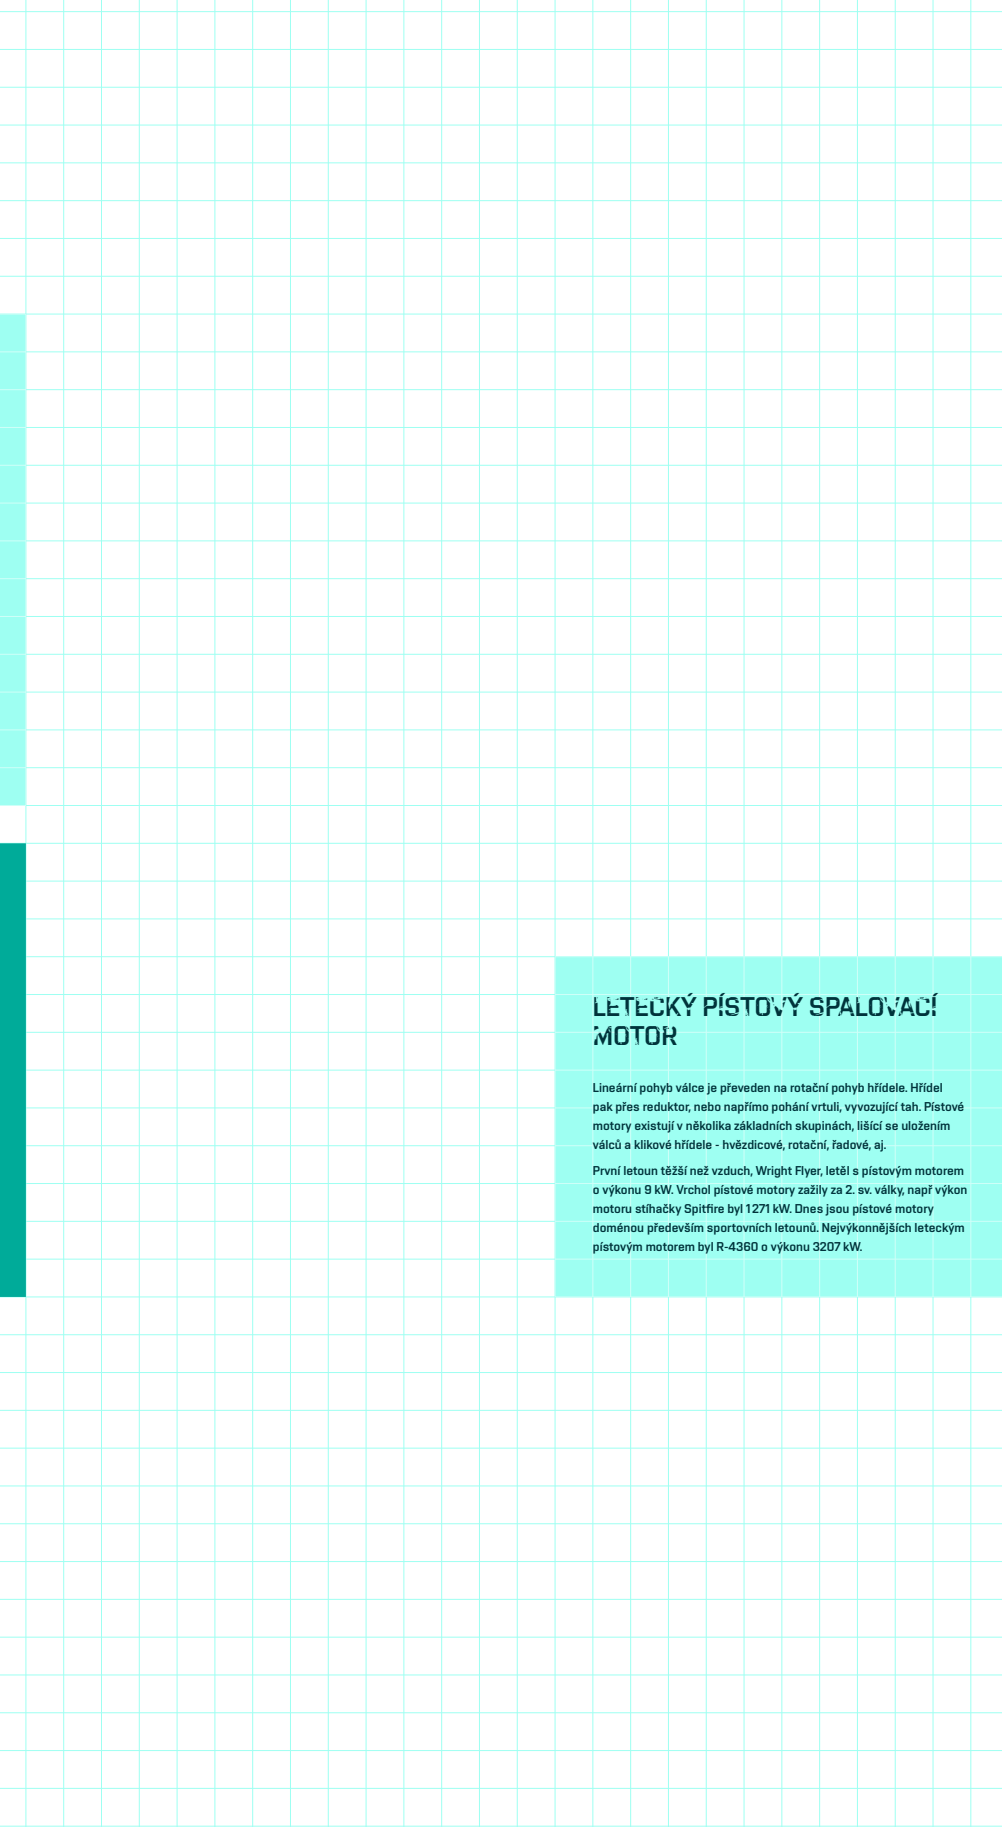 LETECKÝ PÍSTOVÝ SPALOVACÍ
MOTOR
Lineární pohyb válce je převeden na rotační pohyb hřídele. Hřídel
pak přes reduktor, nebo napřímo pohání vrtuli, vyvozující tah. Pístové
motory existují v několika základních skupinách, lišící se uložením
válců a klikové hřídele - hvězdicové, rotační, řadové, aj.
První letoun těžší než vzduch, Wright Flyer, letěl s pístovým motorem
o výkonu 9 kW. Vrchol pístové motory zažily za 2. sv. války, např výkon
motoru stíhačky Spitfire byl 1271 kW. Dnes jsou pístové motory
doménou především sportovních letounů. Nejvýkonnějších leteckým
pístovým motorem byl R-4360 o výkonu 3207 kW.